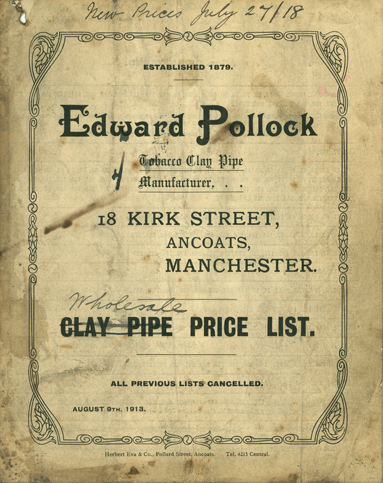 New Prices July 27/18
ESTABLISHED 1879.
Edward Pollock
Tobacco Clay Pipe
Manufacturer, . .
18 KIRK STREET,
ANCOATS,
MANCHESTER.
Wholesale
CLAY PIPE PRICE LIST.
ALL PREVIOUS LISTS CANCELLED.
AUGUST 9TH. 1913.
Herbert Eva & Co., Pollard Street, Ancoats. Tel. 4213 Central.